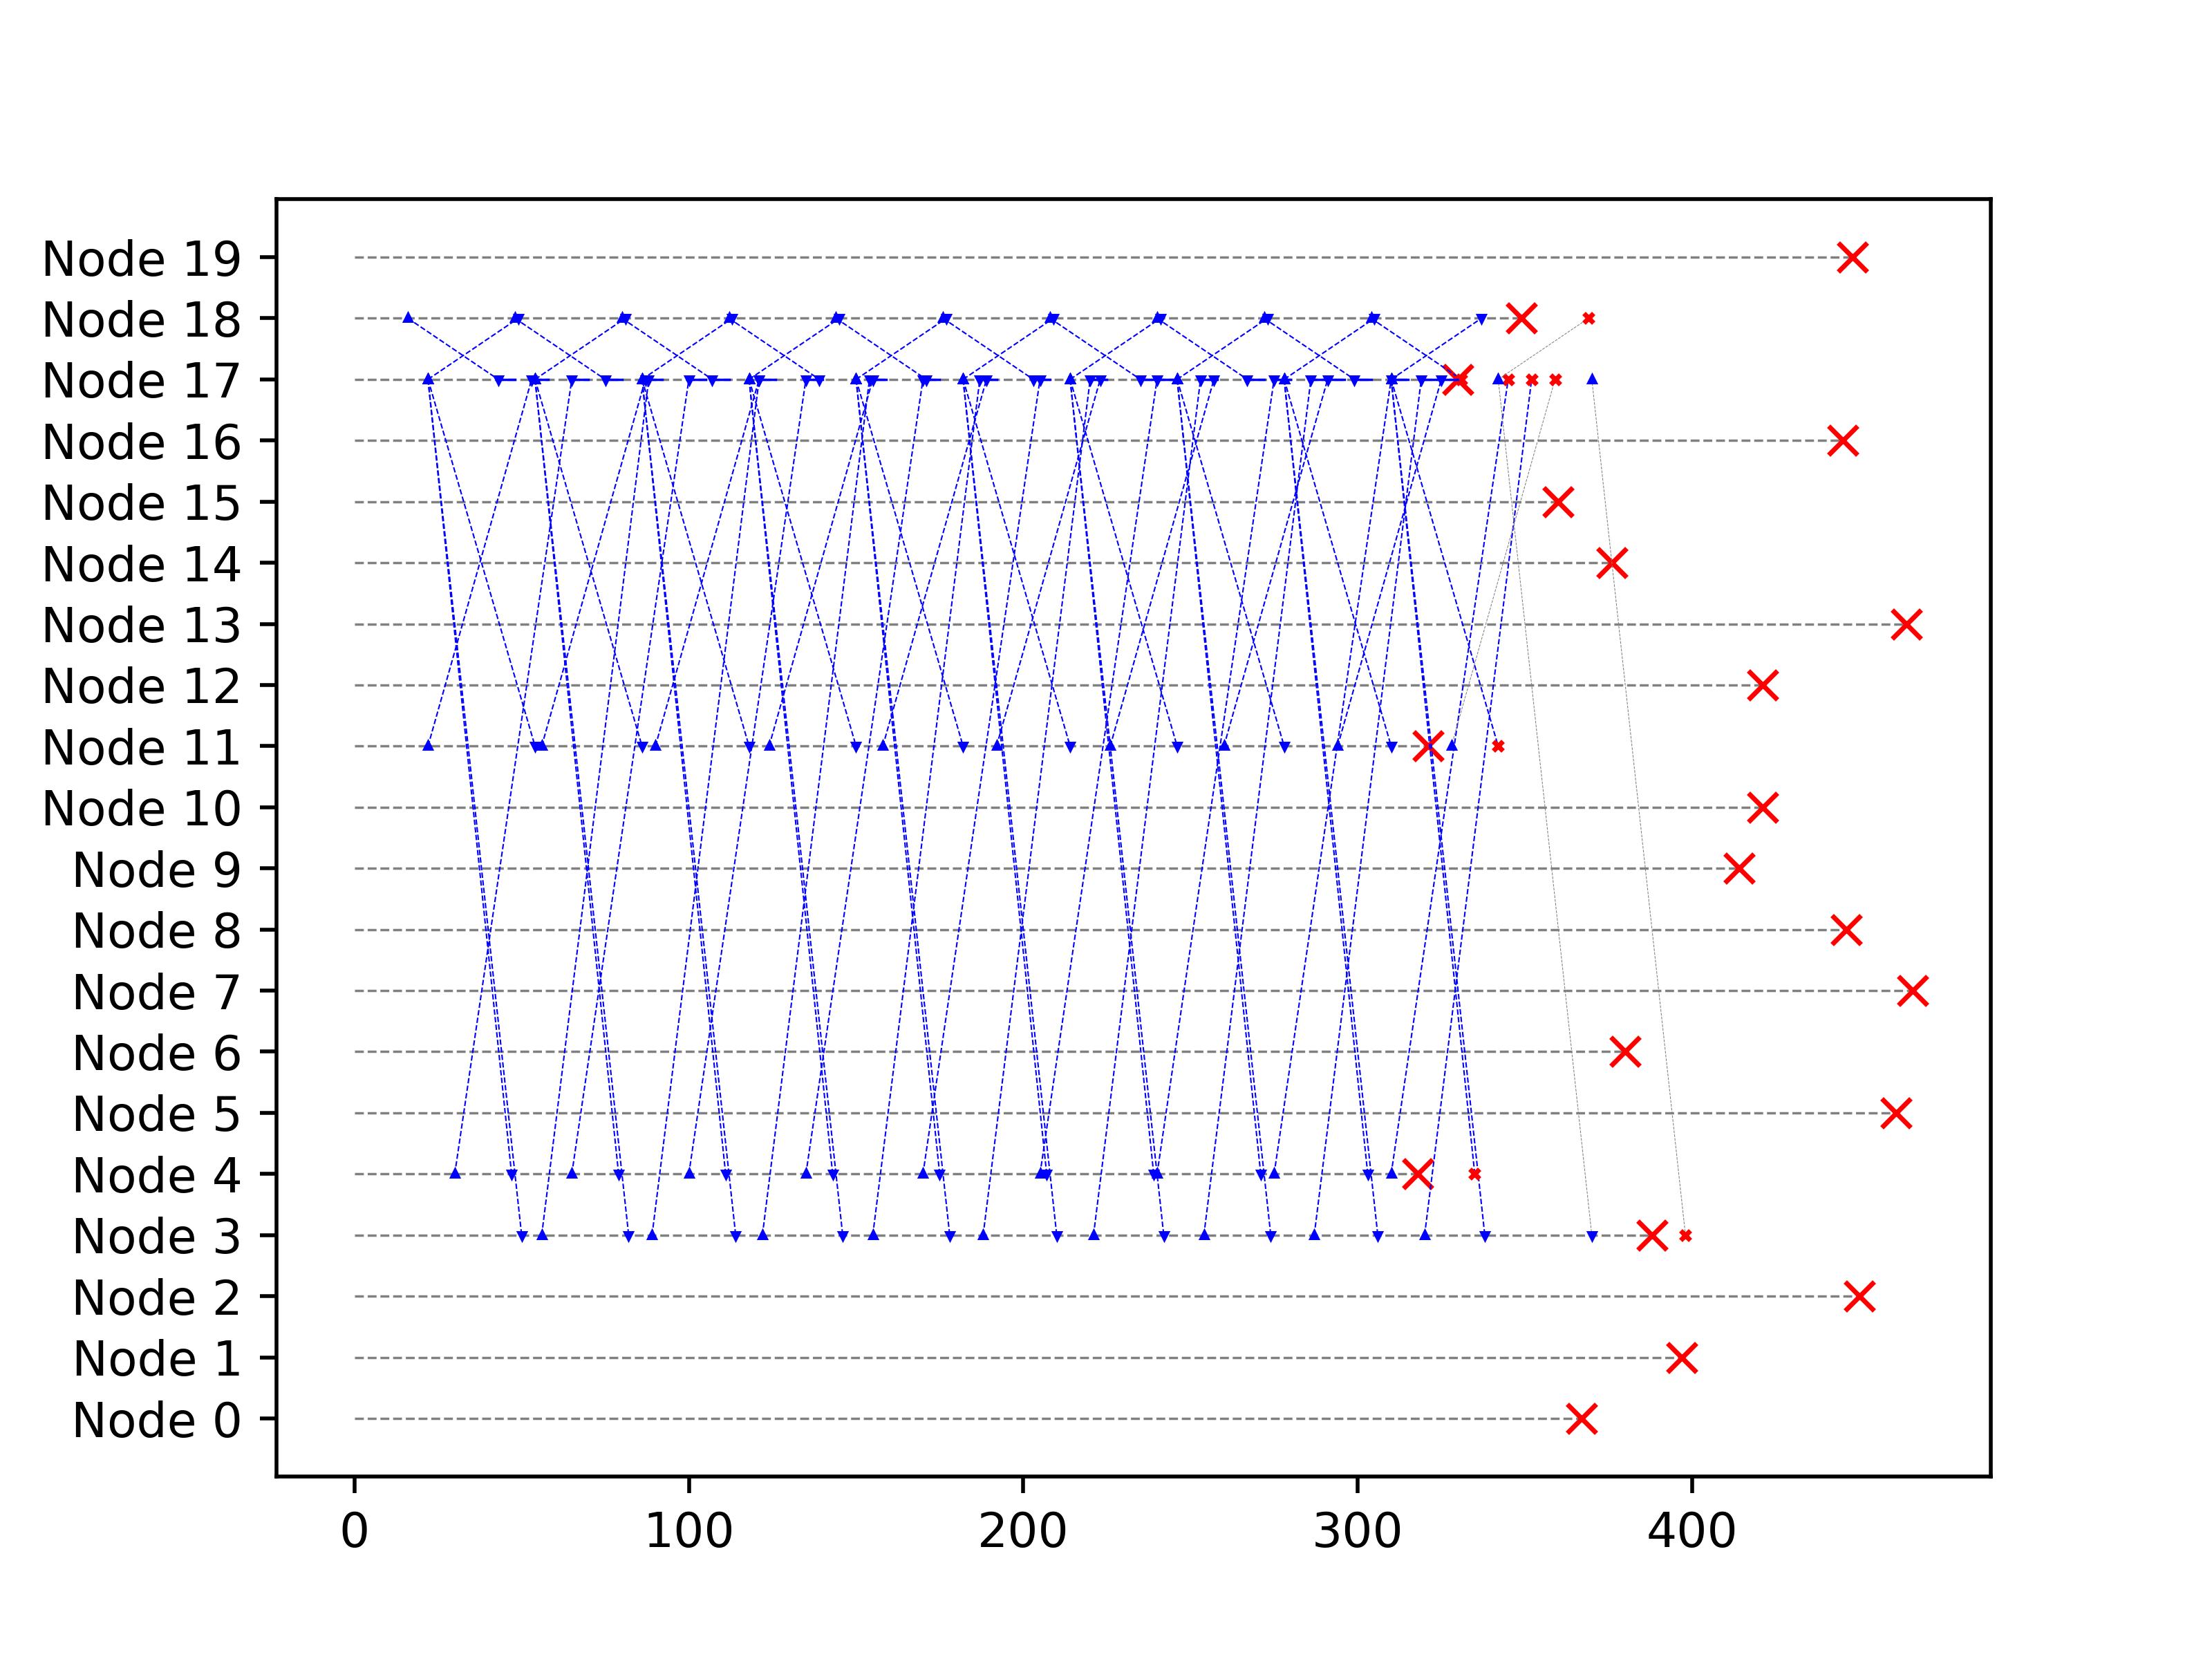 Node 19
Node 18
Node 17
Node 16
Node 15
Node 14
Node 13
Node 12
Node 11
Node 10
Node 9
Node 8
Node 7
Node 6
Node 5
Node 4
Node 3
Node 2
Node 1
Node 0
0 100 200 300 400